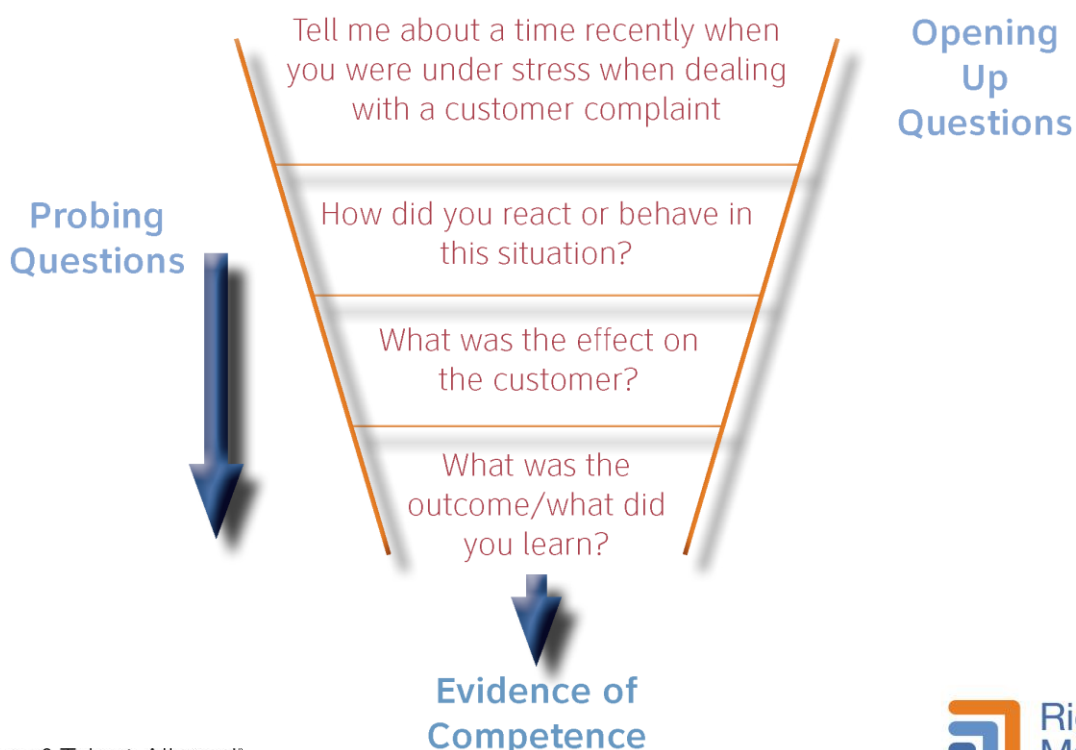 Tell me about a time recently when
you were under stress when dealing
with a customer complaint
Opening
Up
Questions
Probing
Questions
How did you react or behave in
this situation?
What was the effect on
the customer?
What was the
outcome/what did
you learn?
Evidence of
Competence